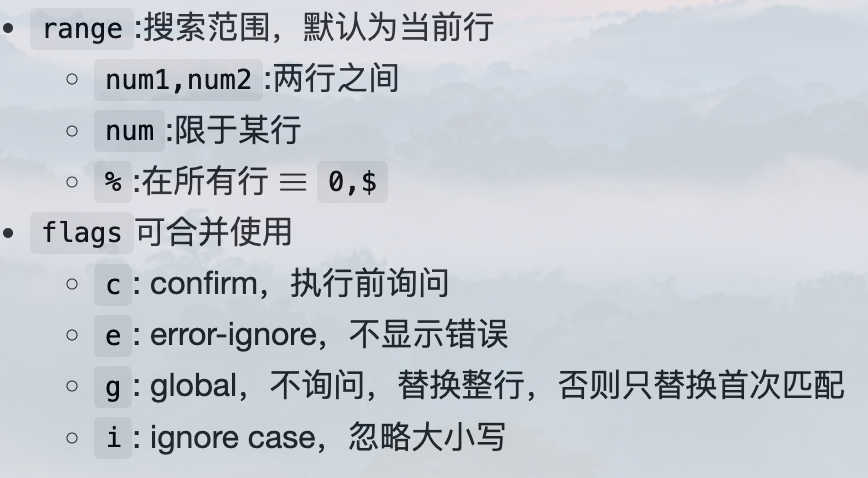 range:搜索范围，默认为当前行
num1,num2:两行之间
num:限于某行
%:在所有行 ≡ 0,$
flags 可合并使用
c: confirm，执行前询问
e: error-ignore，不显示错误
g: global，不询问，替换整行，否则只替换首次匹配
i: ignore case，忽略大小写